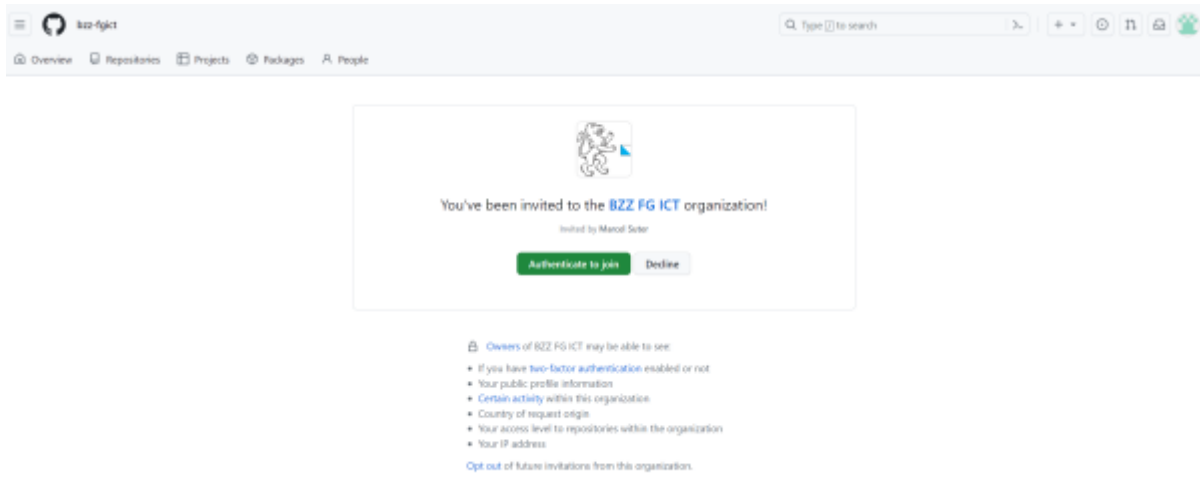 bzz-fgict
Type / to search
Overview Repositories Projects Packages People
You've been invited to the BZZ FG ICT organization!
Invited by Marcel Suter
Authenticate to join Decline
Owners of BZZ FG ICT may be able to see:
• If you have two-factor authentication enabled or not
• Your public profile information
• Certain activity within this organization
• Country of request origin
• Your access level to repositories within the organization
• Your IP address
Opt out of future invitations from this organization.